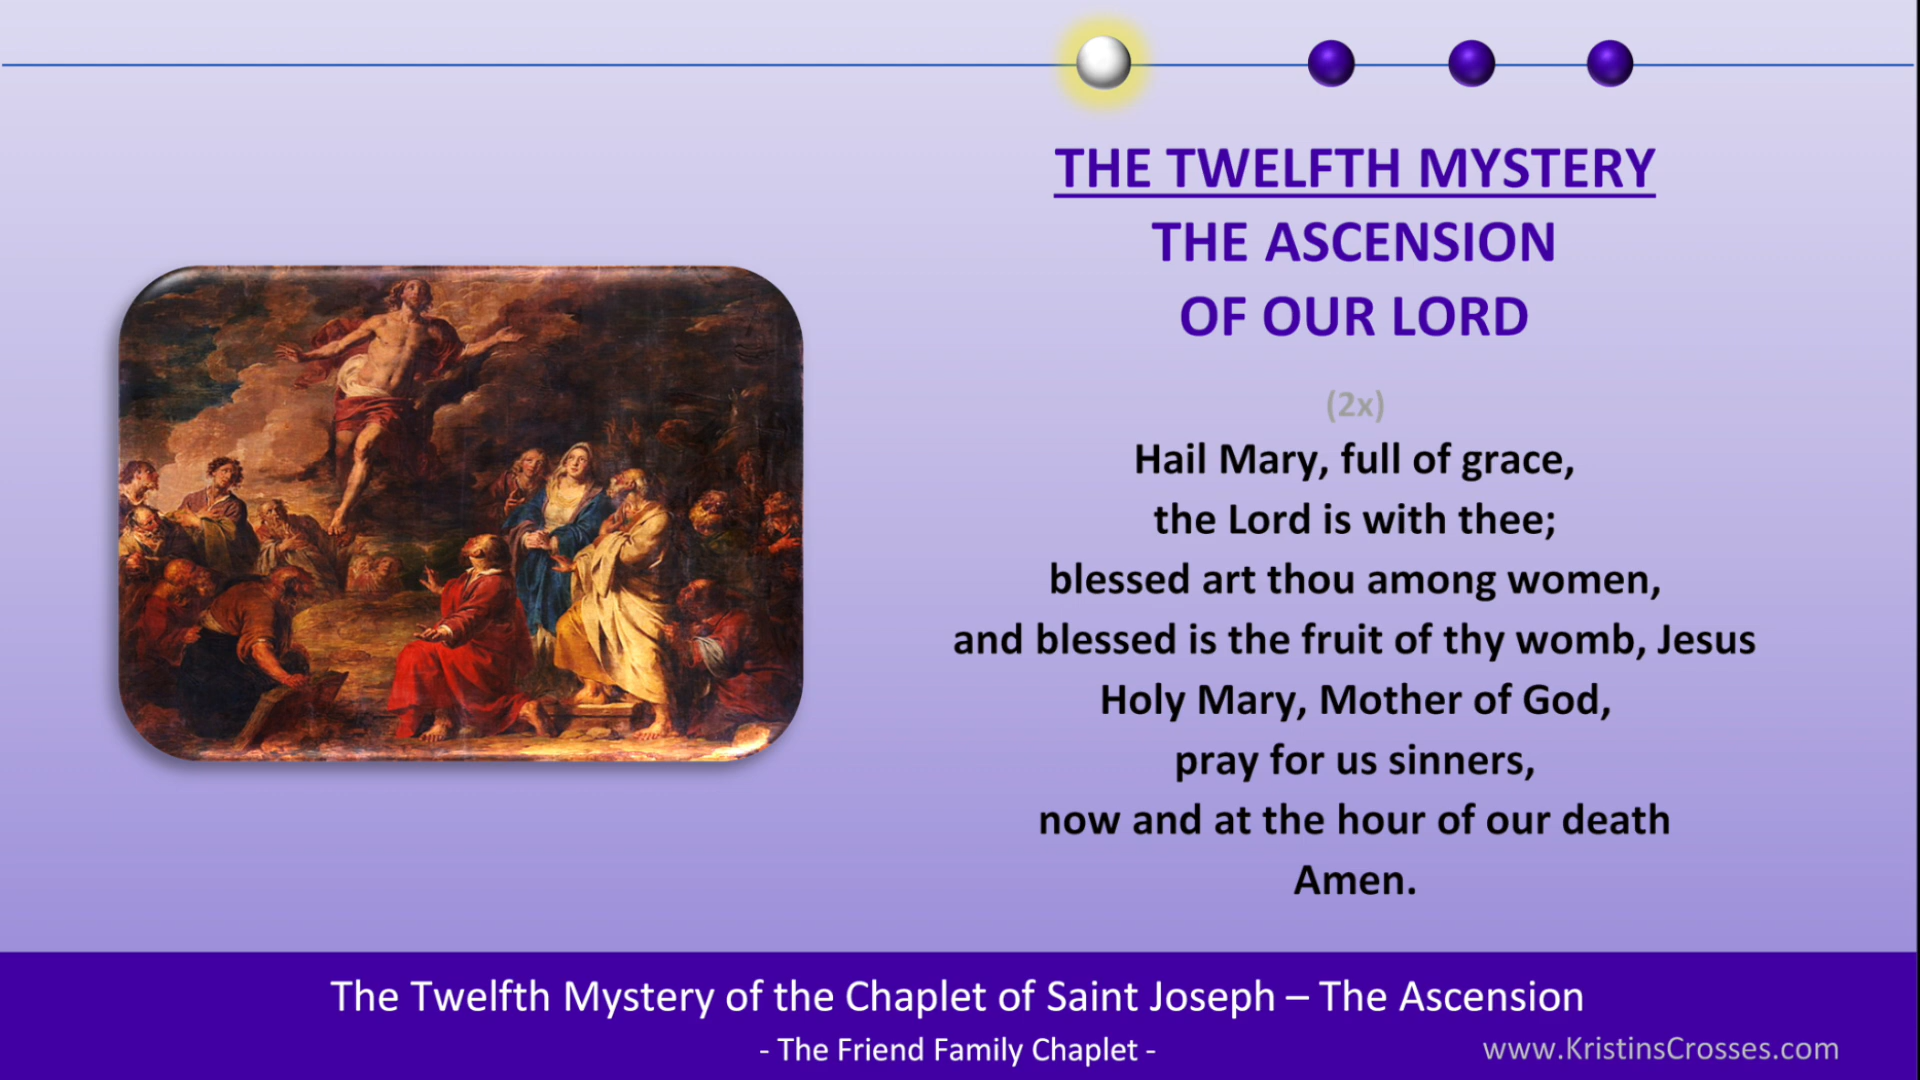 THE TWELFTH MYSTERY
THE ASCENSION
OF OUR LORD
(2x)
Hail Mary, full of grace,
the Lord is with thee;
blessed art thou among women,
and blessed is the fruit of thy womb, Jesus
Holy Mary, Mother of God,
pray for us sinners,
now and at the hour of our death
Amen.
The Twelfth Mystery of the Chaplet of Saint Joseph – The Ascension
- The Friend Family Chaplet -
www.KristinsCrosses.com